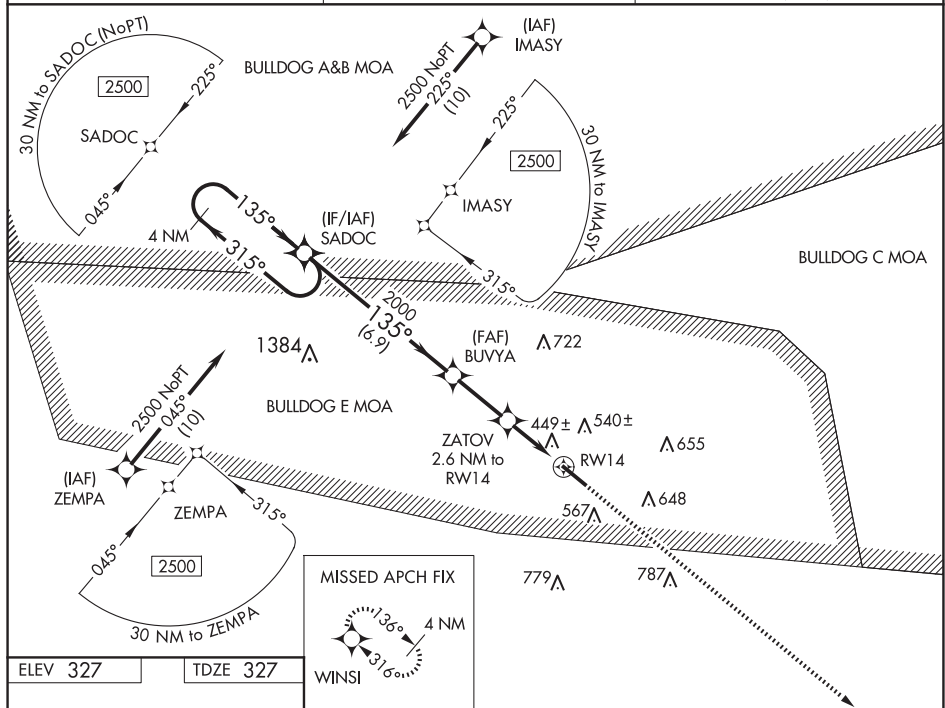 (IAF)
IMASY
30 NM to SADOC (NoPT)
2500
225°
SADOC
045°
BULLDOG A&B MOA
2500 NoPT
225°
(10)
225°
2500
30 NM to IMASY
IMASY
315°
135°
4 NM
315°
(IF/IAF)
SADOC
BULLDOG C MOA
2000
135°
(6.9)
1384
(FAF)
BUVYA
722
2500 NoPT
045°
(10)
BULLDOG E MOA
ZATOV
2.6 NM to
RW14
449±
540±
RW14
655
(IAF)
ZEMPA
ZEMPA
315°
045°
2500
30 NM to ZEMPA
567
648
779
787
MISSED APCH FIX
136°
4 NM
316°
WINSI
ELEV 327
TDZE 327